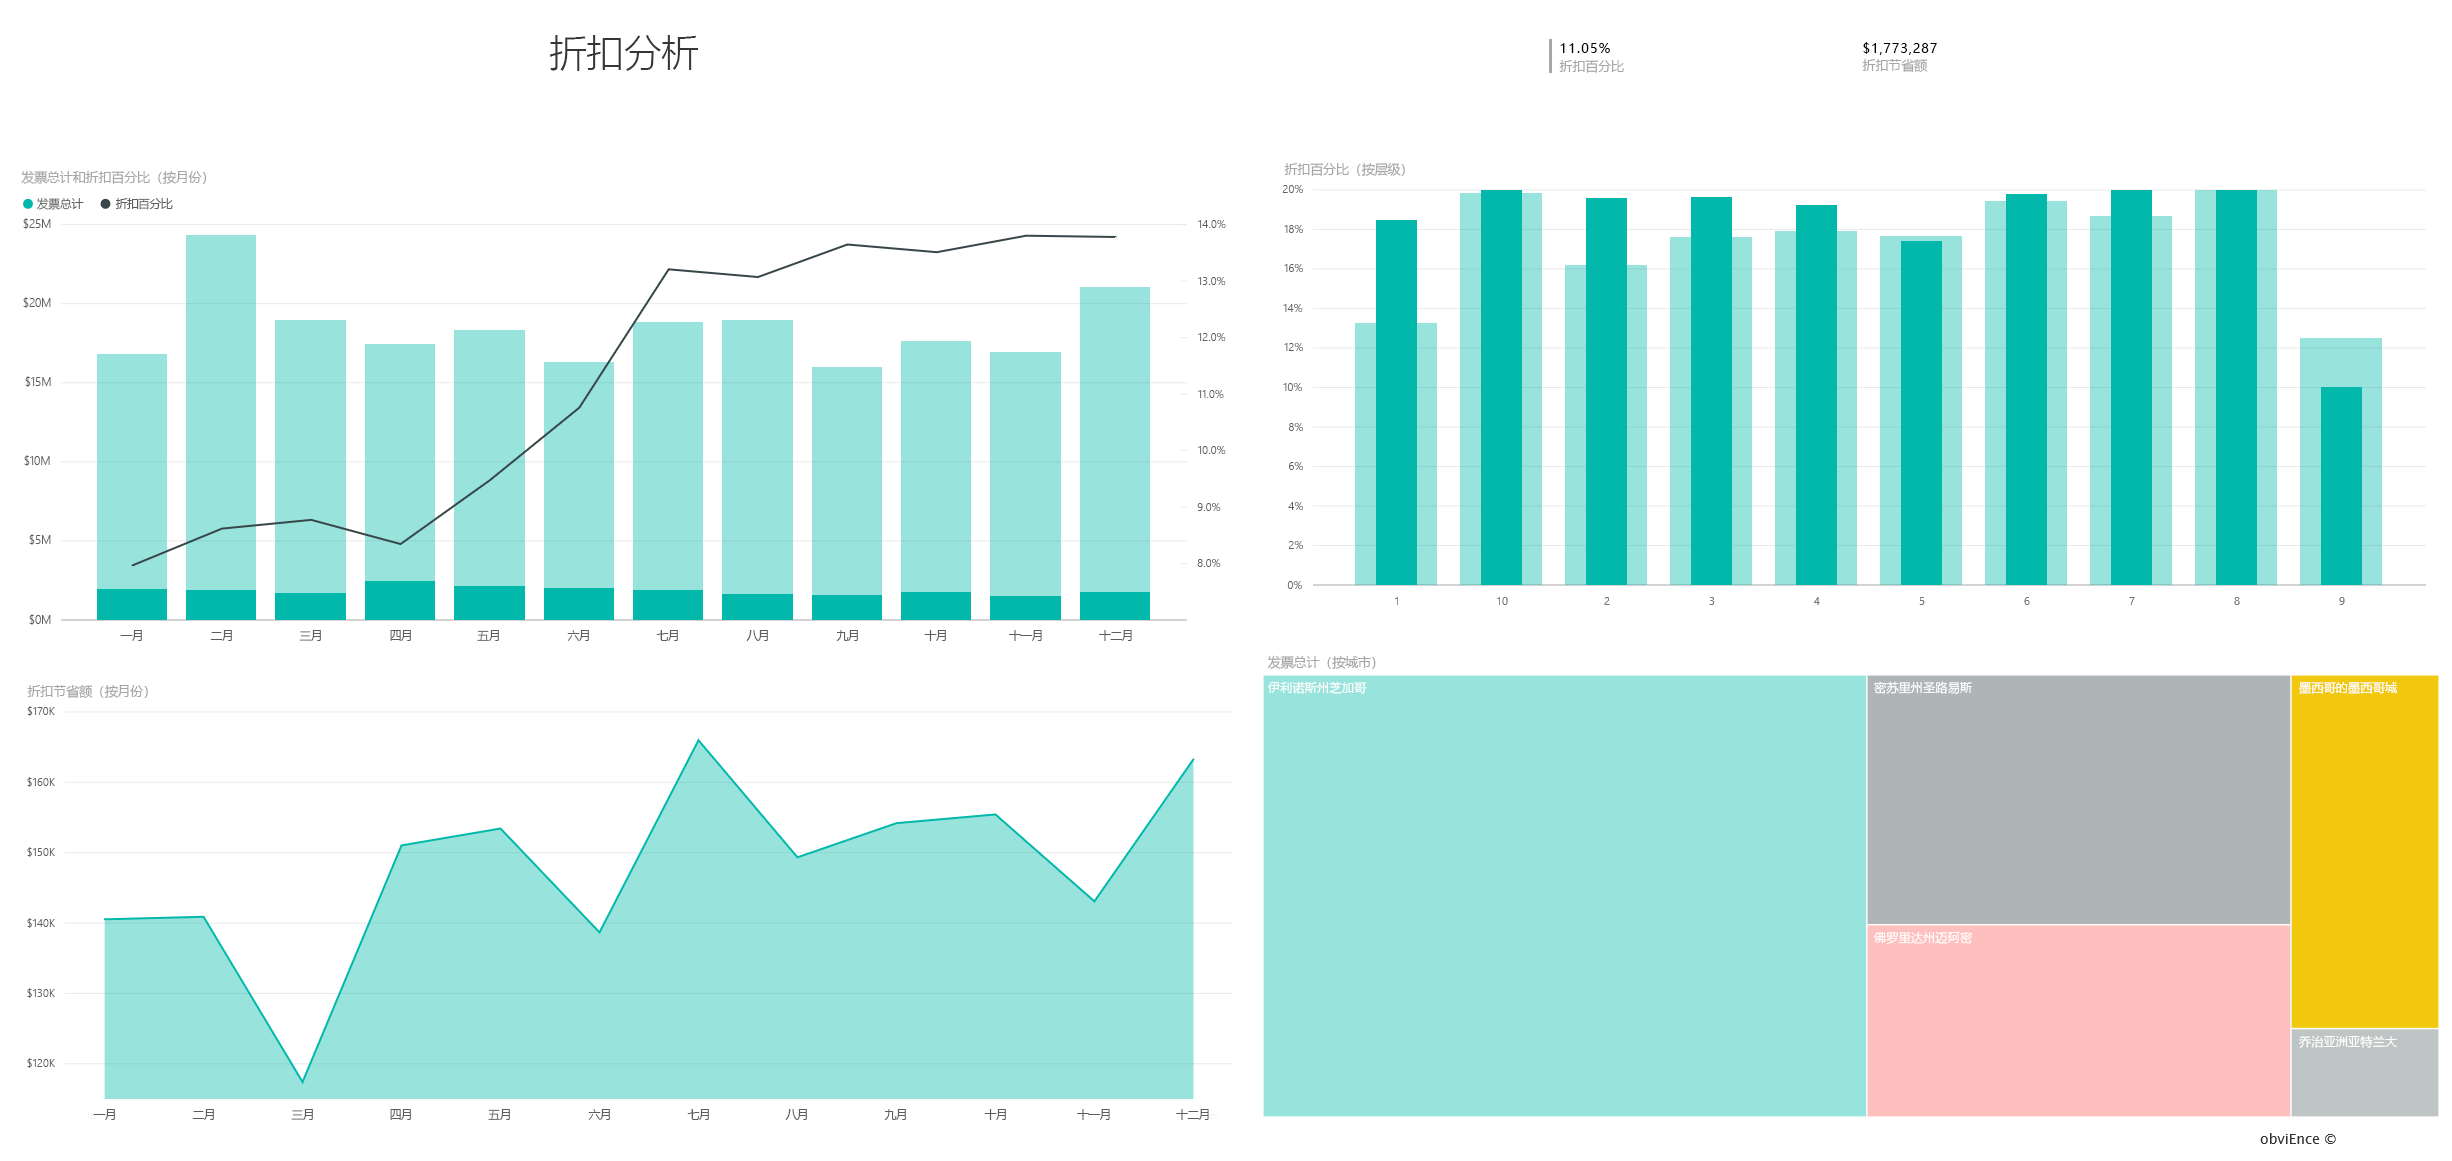 折扣分析
11.05%
折扣百分比
$1,773,287
折扣节省额
发票总计和折扣百分比（按月份）
发票总计 折扣百分比
$25M
$20M
$15M
$10M
$5M
$0M
14.0%
13.0%
12.0%
11.0%
10.0%
9.0%
8.0%
一月 二月 三月 四月 五月 六月 七月 八月 九月 十月 十一月 十二月
折扣百分比（按层级）
20%
18%
16%
14%
12%
10%
8%
6%
4%
2%
0%
1 10 2 3 4 5 6 7 8 9
折扣节省额（按月份）
$170K
$160K
$150K
$140K
$130K
$120K
一月 二月 三月 四月 五月 六月 七月 八月 九月 十月 十一月 十二月
发票总计（按城市）
伊利诺斯州芝加哥
密苏里州圣路易斯
墨西哥的墨西哥城
佛罗里达州迈阿密
乔治亚洲亚特兰大
obviEnce ©